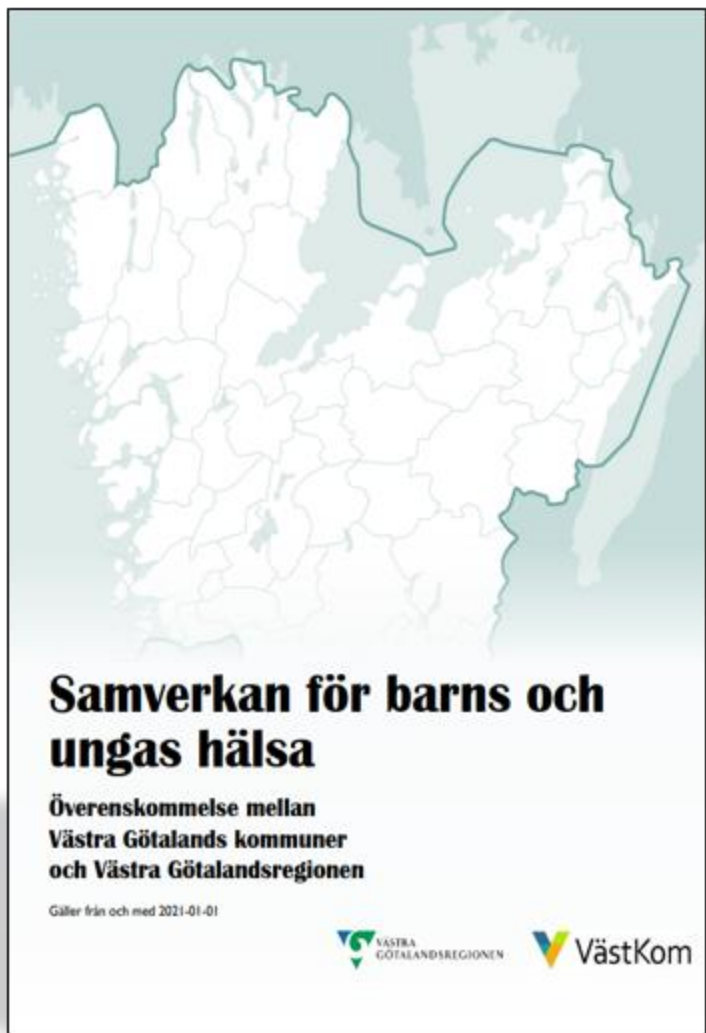 Samverkan för barns och
ungas hälsa
Överenskommelse mellan
Västra Götalands kommuner
och Västra Götalandsregionen
Gäller från och med 2021-01-01
VÄSTRA
GÖTALANDSREGIONEN
VästKom